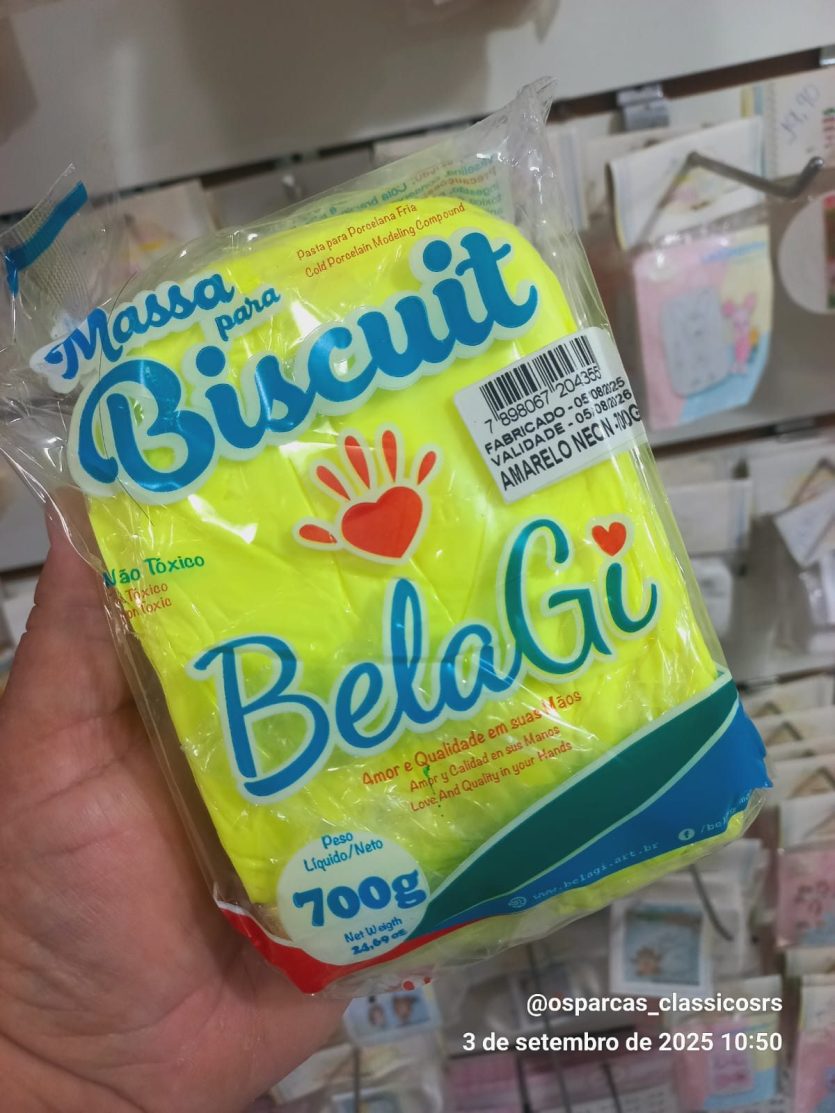 Pasta para Porcelana Fria
Cold Porcelain Modeling Compound
Massa
para
Biscuit
7 898067 204355
FABRICADO - 05/08/2025
VALIDADE - 05/08/2026
AMARELO NEON
Não Tóxico
Tóxico
Toxic
BelaGi
Amor e Qualidade em suas Mãos
Amor y Calidad en sus Manos
Love And Quality in your Hands
Peso
Líquido/Neto
700g
Net Weigth
24,69 oz
www.belagi.art.br
19,90
@osparcas_classicosrs
3 de setembro de 2025 10:50